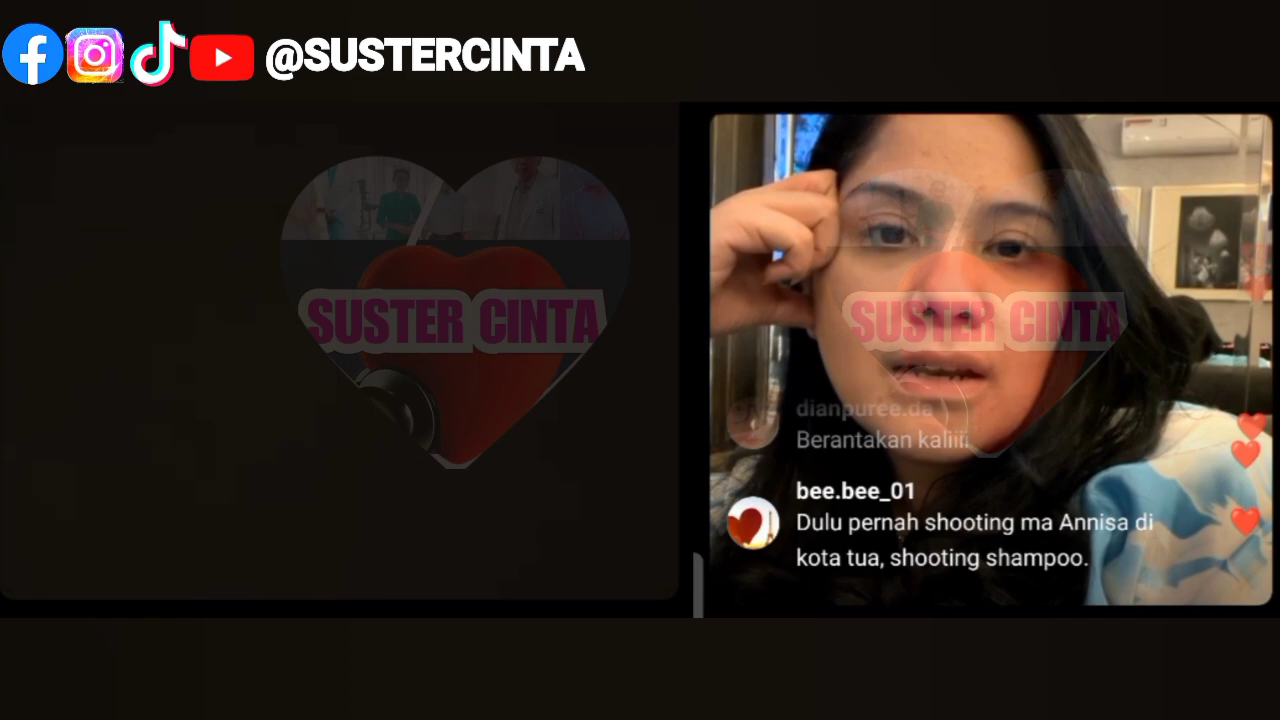 @SUSTERCINTA
SUSTER CINTA
SUSTER CINTA
dianpuree.da
Berantakan kaliii
bee.bee_01
Dulu pernah shooting ma Annisa di
kota tua, shooting shampoo.